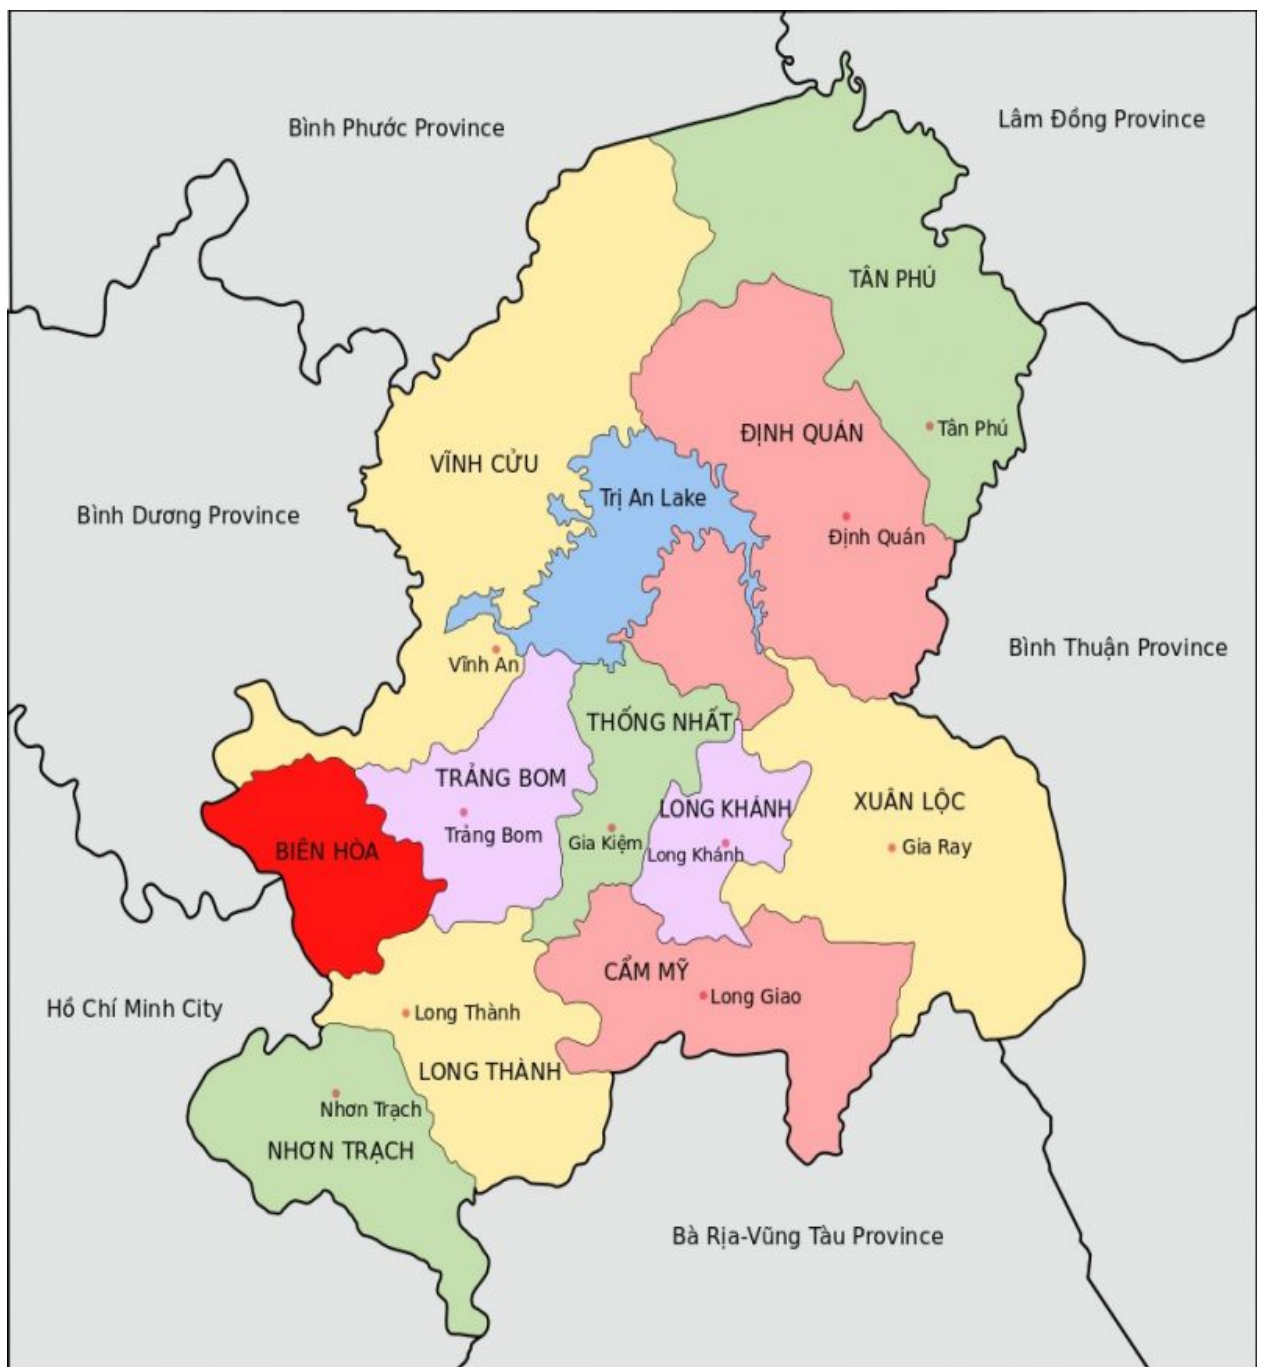 Bình Phước Province
Lâm Đồng Province
TÂN PHÚ
Tân Phú
ĐỊNH QUÁN
VĨNH CỬU
Trị An Lake
Bình Dương Province
Định Quán
Bình Thuận Province
Vĩnh An
THỐNG NHẤT
TRẢNG BOM
LONG KHÁNH
XUÂN LỘC
Trảng Bom
Gia Kiệm
Long Khánh
Gia Ray
BIÊN HÒA
CẨM MỸ
Long Giao
Hồ Chí Minh City
Long Thành
LONG THÀNH
Nhơn Trạch
NHƠN TRẠCH
Bà Rịa-Vũng Tàu Province